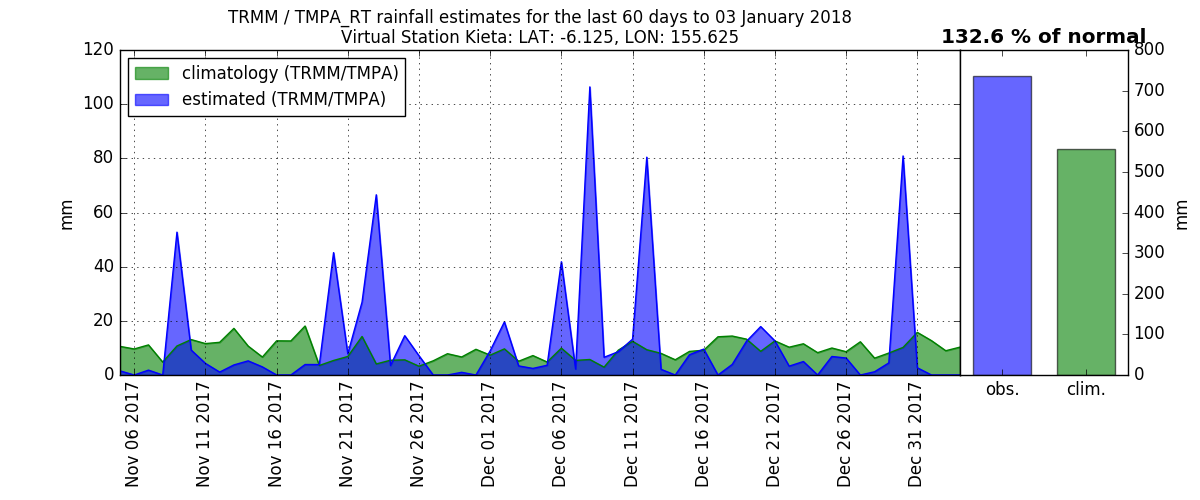 TRMM / TMPA_RT rainfall estimates for the last 60 days to 03 January 2018
Virtual Station Kieta: LAT: -6.125, LON: 155.625
132.6 % of normal
climatology (TRMM/TMPA)
estimated (TRMM/TMPA)
120
100
80
60
40
20
0
mm
Nov 06 2017
Nov 11 2017
Nov 16 2017
Nov 21 2017
Nov 26 2017
Dec 01 2017
Dec 06 2017
Dec 11 2017
Dec 16 2017
Dec 21 2017
Dec 26 2017
Dec 31 2017
800
700
600
500
400
300
200
100
0
mm
obs.
clim.